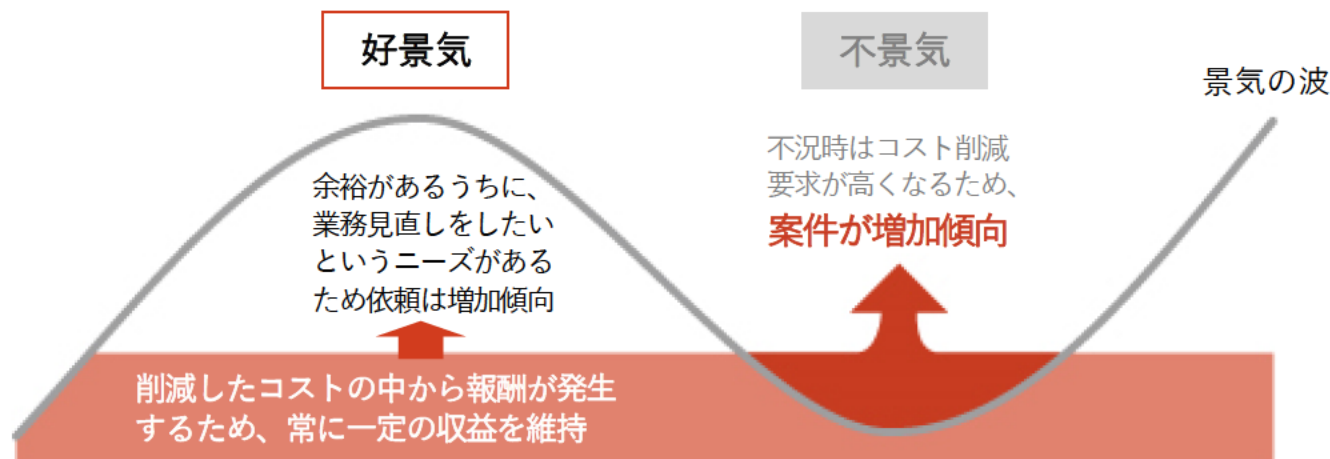 好景気
不景気
景気の波
余裕があるうちに、
業務見直しをしたい
というニーズがある
ため依頼は増加傾向
不況時はコスト削減
要求が高くなるため、
案件が増加傾向
削減したコストの中から報酬が発生
するため、常に一定の収益を維持